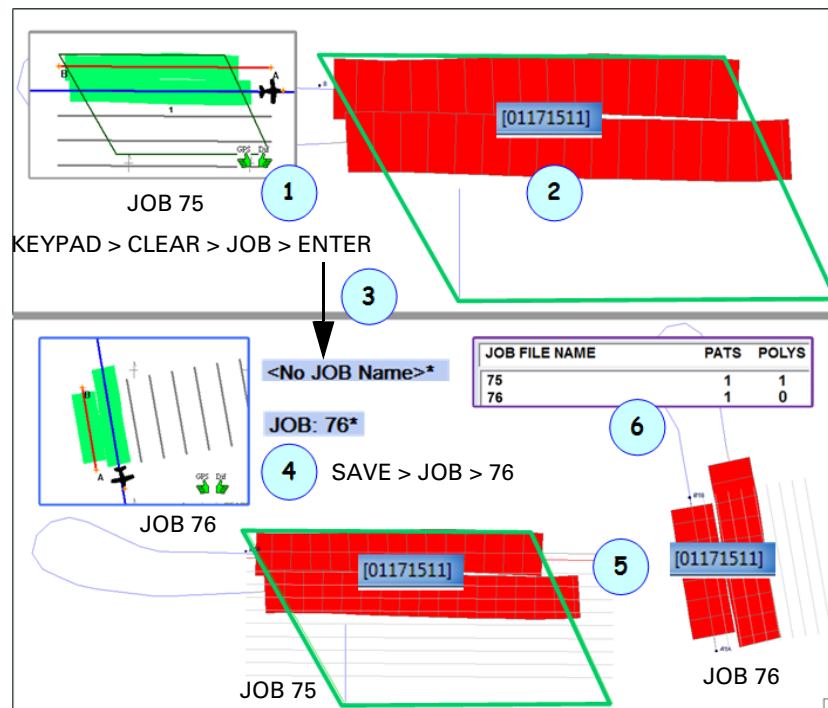 B
A
1
GPS Dif
JOB 75
1
B
[01171511]
2
KEYPAD > CLEAR > JOB > ENTER
3
<No JOB Name>*
JOB: 76*
JOB FILE NAME PATS POLYS
75 1 1
76 1 0
6
B
A
GPS Dif
JOB 76
4
SAVE > JOB > 76
[01171511]
5
JOB 75
[01171511]
JOB 76